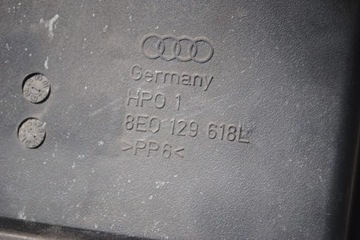 Germany
HPO 1
8E0 129 618L
>PP6<